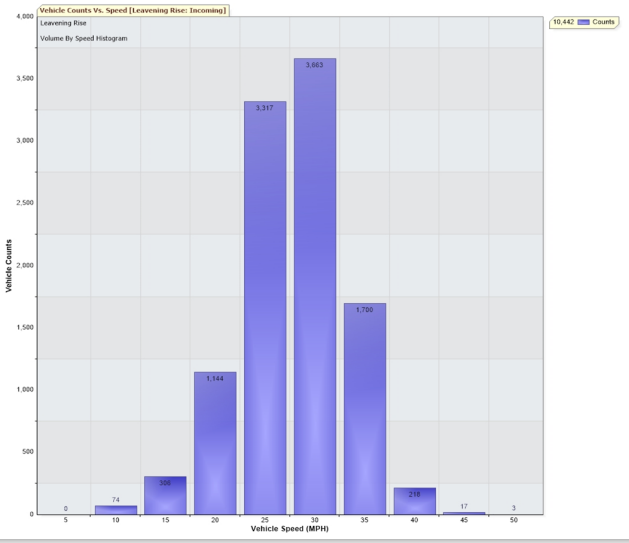 Vehicle Counts Vs. Speed [Leavening Rise: Incoming]
Leavering Rise
Volume By Speed Histogram
10,442 Counts
4,000
3,500
3,000
2,500
2,000
1,500
1,000
500
0
Vehicle Counts
0
74
306
1,144
3,317
3,663
1,700
218
17
3
5 10 15 20 25 30 35 40 45 50
Vehicle Speed (MPH)